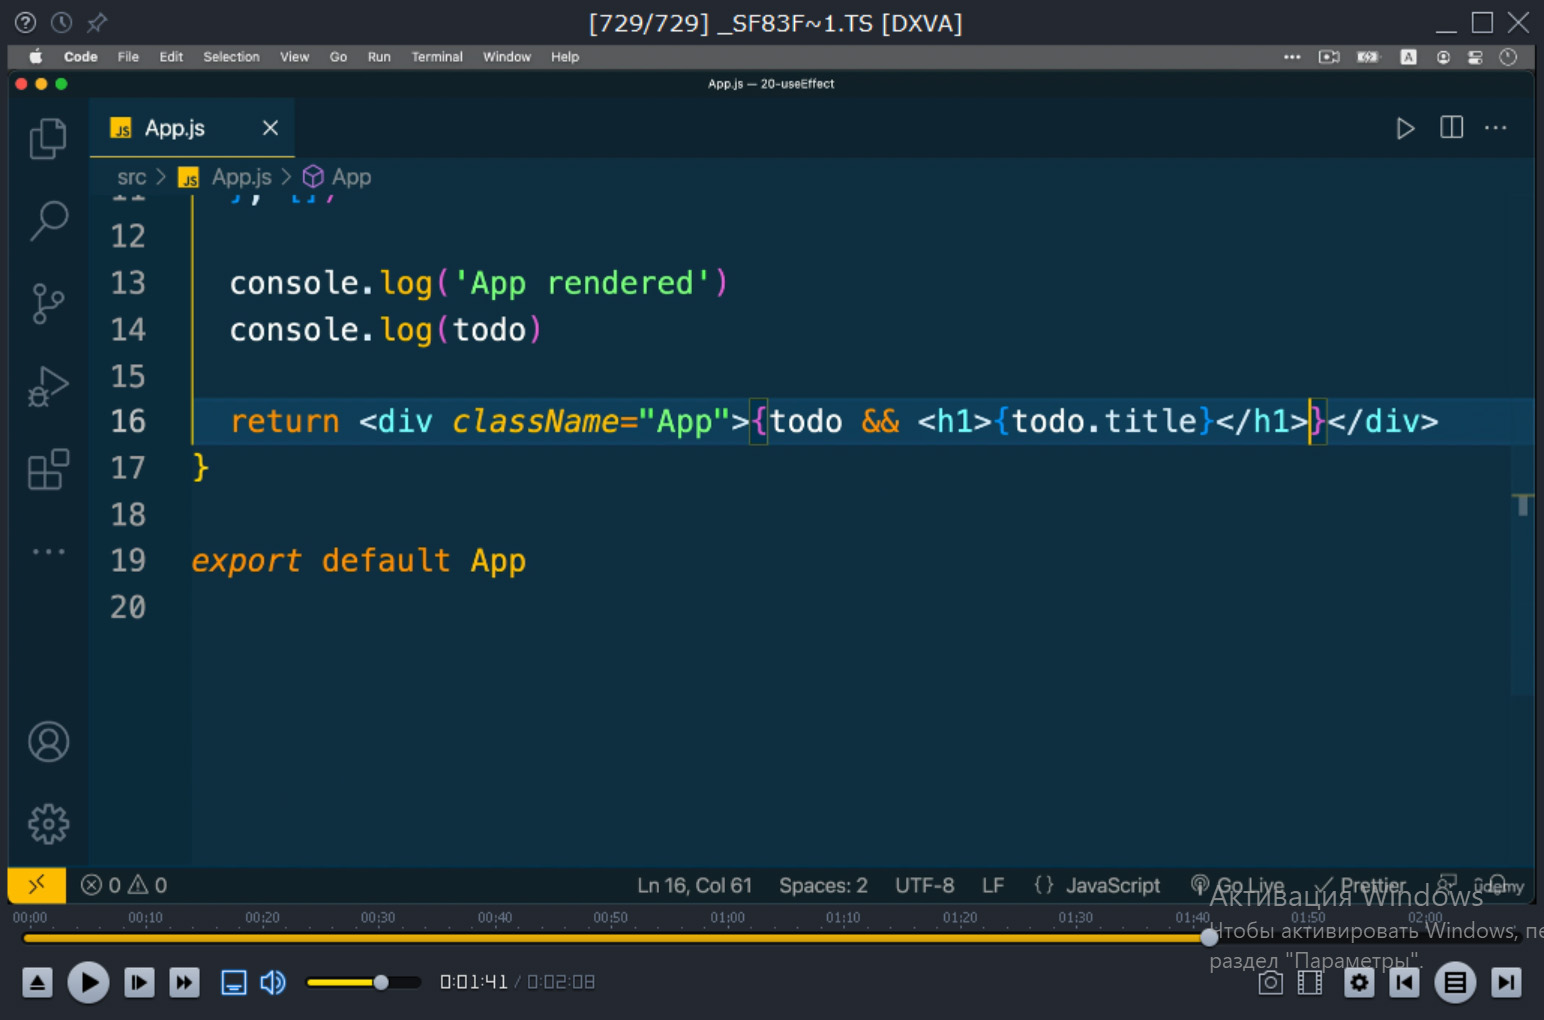 [729/729] _SF83F~1.TS [DXVA]
Code File Edit Selection View Go Run Terminal Window Help
A
App.js — 20-useEffect
JS App.js
src > JS App.js > App
11 }, [])
12
13 console.log('App rendered')
14 console.log(todo)
15
16 return <div className="App">{todo && <h1>{todo.title}</h1>}</div>
17 }
18
19 export default App
20
0 0 Ln 16, Col 61 Spaces: 2 UTF-8 LF {} JavaScript Go Live Prettier ûdemy
Активация Windows
Чтобы активировать Windows,
раздел "Параметры".
00:00 00:10 00:20 00:30 00:40 00:50 01:00 01:10 01:20 01:30 01:40 01:50 02:00
0:01:41 / 0:02:08